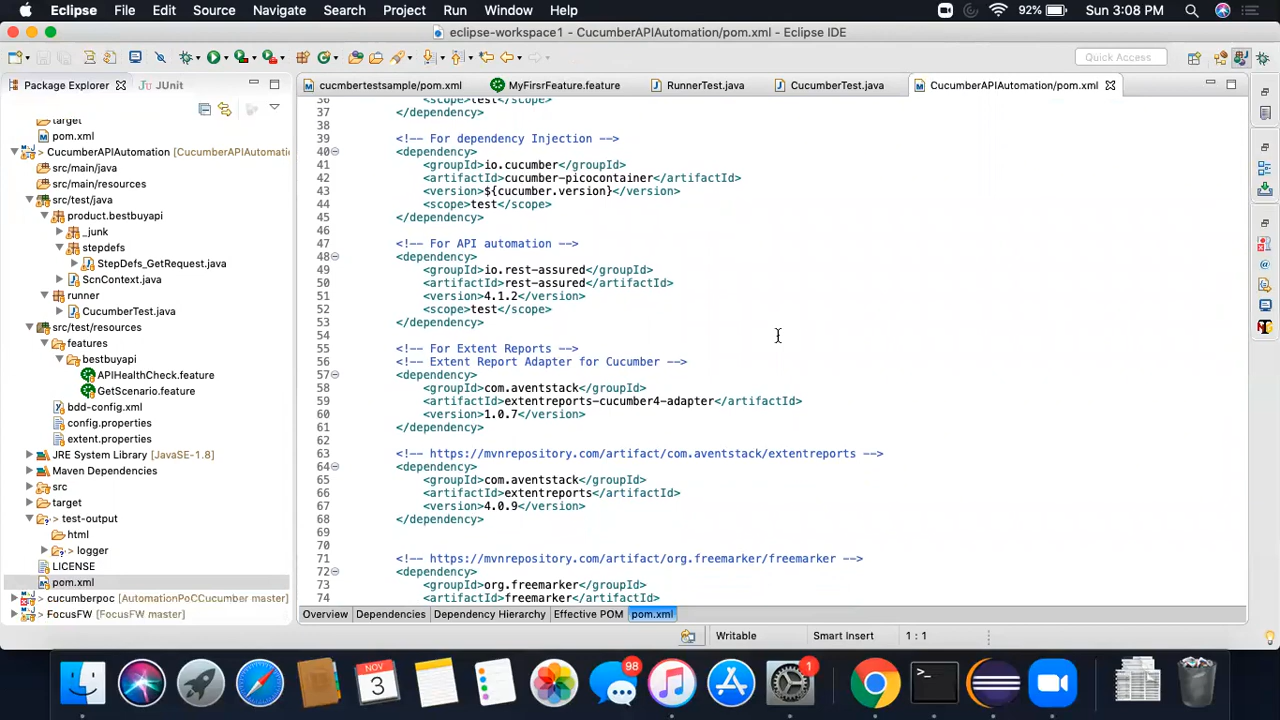 Eclipse File Edit Source Navigate Search Project Run Window Help 92% Sun 3:08 PM
eclipse-workspace1 - CucumberAPIAutomation/pom.xml - Eclipse IDE
Quick Access
Package Explorer JUnit
cucmbertestsample/pom.xml MyFirsrFeature.feature RunnerTest.java CucumberTest.java CucumberAPIAutomation/pom.xml
target
pom.xml
CucumberAPIAutomation [CucumberAPIAutomati
src/main/java
src/main/resources
src/test/java
product.bestbuyapi
_junk
stepdefs
StepDefs_GetRequest.java
ScnContext.java
runner
CucumberTest.java
src/test/resources
features
bestbuyapi
APIHealthCheck.feature
GetScenario.feature
bdd-config.xml
config.properties
extent.properties
JRE System Library [JavaSE-1.8]
Maven Dependencies
src
target
> test-output
html
> logger
LICENSE
pom.xml
cucumberpoc [AutomationPoCCucumber master]
FocusFW [FocusFW master]
36 <scope>test</scope>
37 </dependency>
38
39 <!-- For dependency Injection -->
40 <dependency>
41 <groupId>io.cucumber</groupId>
42 <artifactId>cucumber-picocontainer</artifactId>
43 <version>${cucumber.version}</version>
44 <scope>test</scope>
45 </dependency>
46
47 <!-- For API automation -->
48 <dependency>
49 <groupId>io.rest-assured</groupId>
50 <artifactId>rest-assured</artifactId>
51 <version>4.1.2</version>
52 <scope>test</scope>
53 </dependency>
54
55 <!-- For Extent Reports -->
56 <!-- Extent Report Adapter for Cucumber -->
57 <dependency>
58 <groupId>com.aventstack</groupId>
59 <artifactId>extentreports-cucumber4-adapter</artifactId>
60 <version>1.0.7</version>
61 </dependency>
62
63 <!-- https://mvnrepository.com/artifact/com.aventstack/extentreports -->
64 <dependency>
65 <groupId>com.aventstack</groupId>
66 <artifactId>extentreports</artifactId>
67 <version>4.0.9</version>
68 </dependency>
69
70
71 <!-- https://mvnrepository.com/artifact/org.freemarker/freemarker -->
72 <dependency>
73 <groupId>org.freemarker</groupId>
74 <artifactId>freemarker</artifactId>
Overview Dependencies Dependency Hierarchy Effective POM pom.xml
Writable Smart Insert 1 : 1
NOV
3
98
1